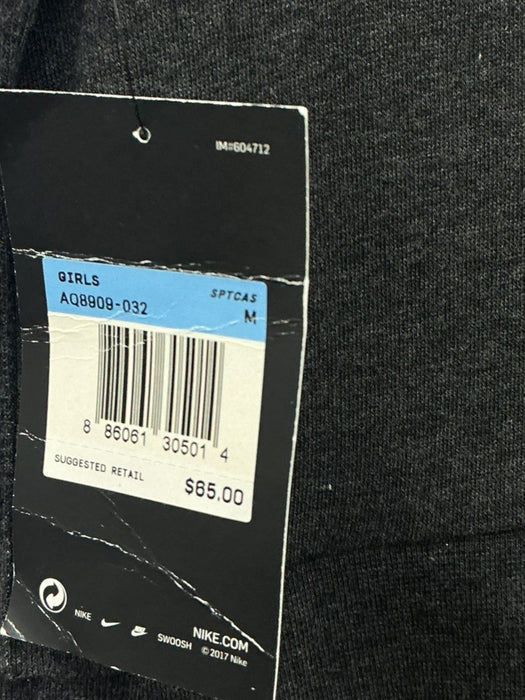 IM#604712
GIRLS
SPTCAS
AQ8909-032
M
8 86061 30501 4
SUGGESTED RETAIL
$65.00
NIKE
SWOOSH
NIKE.COM
© 2017 Nike